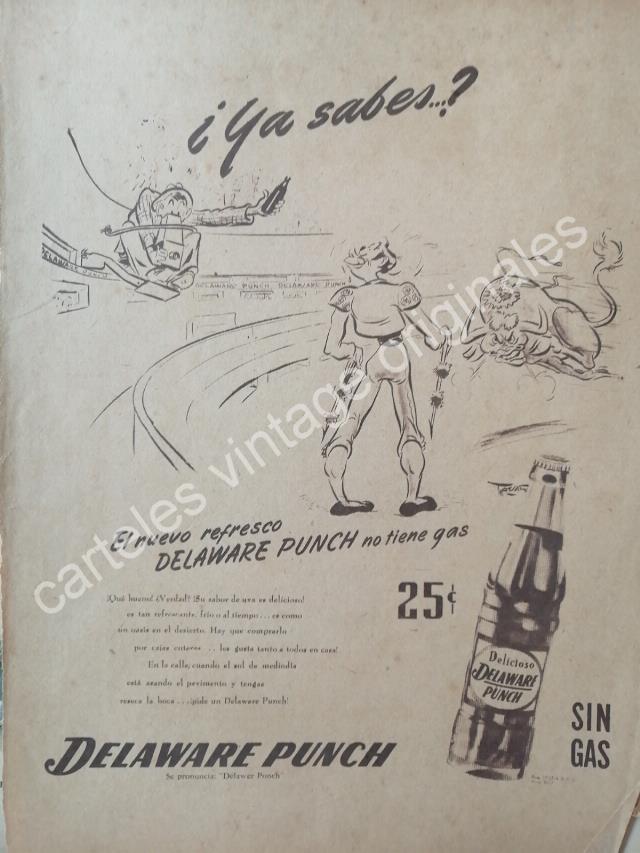 ¿Ya sabes...?
DELAWARE PUNCH
DELAWARE PUNCH DELAWARE PUNCH
carteles vintage originales
El nuevo refresco
DELAWARE PUNCH no tiene gas
¡Qué bueno! ¿Verdad? ¡Su sabor de uva es delicioso!
es tan refrescante, frío o al tiempo... es como
un oasis en el desierto. Hay que comprarlo
por cajas enteras... les gusta tanto a todos en casa!
En la calle, cuando el sol de mediodía
está asando el pavimento y tengas
reseca la boca... ¡pide un Delaware Punch!
25¢
Delicioso
DELAWARE
PUNCH
SIN
GAS
DELAWARE PUNCH
Se pronuncia: "Delawer Punch"